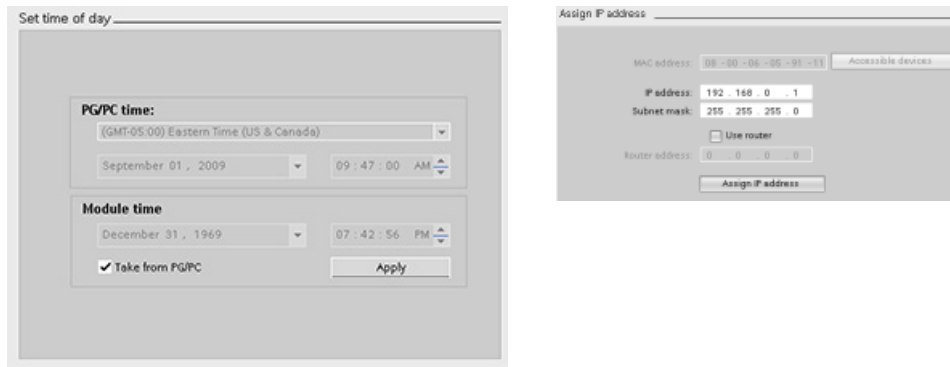 Set time of day
PG/PC time:
(GMT-05:00) Eastern Time (US & Canada)
September 01 , 2009
09 : 47 : 00 AM
Module time
December 31 , 1969
07 : 42 : 56 PM
Take from PG/PC
Apply
Assign IP address
MAC address: 08 - 00 - 06 - 05 - 91 - 11 Accessible devices
IP address: 192 . 168 . 0 . 1
Subnet mask: 255 . 255 . 255 . 0
Use router
Router address: 0 . 0 . 0 . 0
Assign IP address